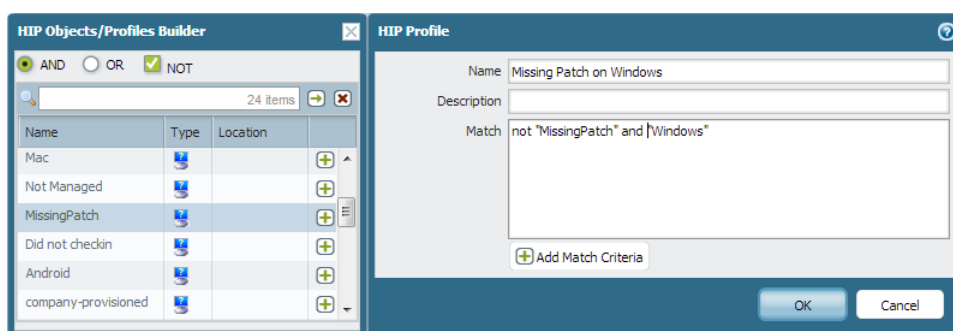 HIP Objects/Profiles Builder
AND OR NOT
24 items
Name Type Location
Mac
Not Managed
MissingPatch
Did not checkin
Android
company-provisioned
HIP Profile
Name Missing Patch on Windows
Description
Match not "MissingPatch" and "Windows"
Add Match Criteria
OK Cancel